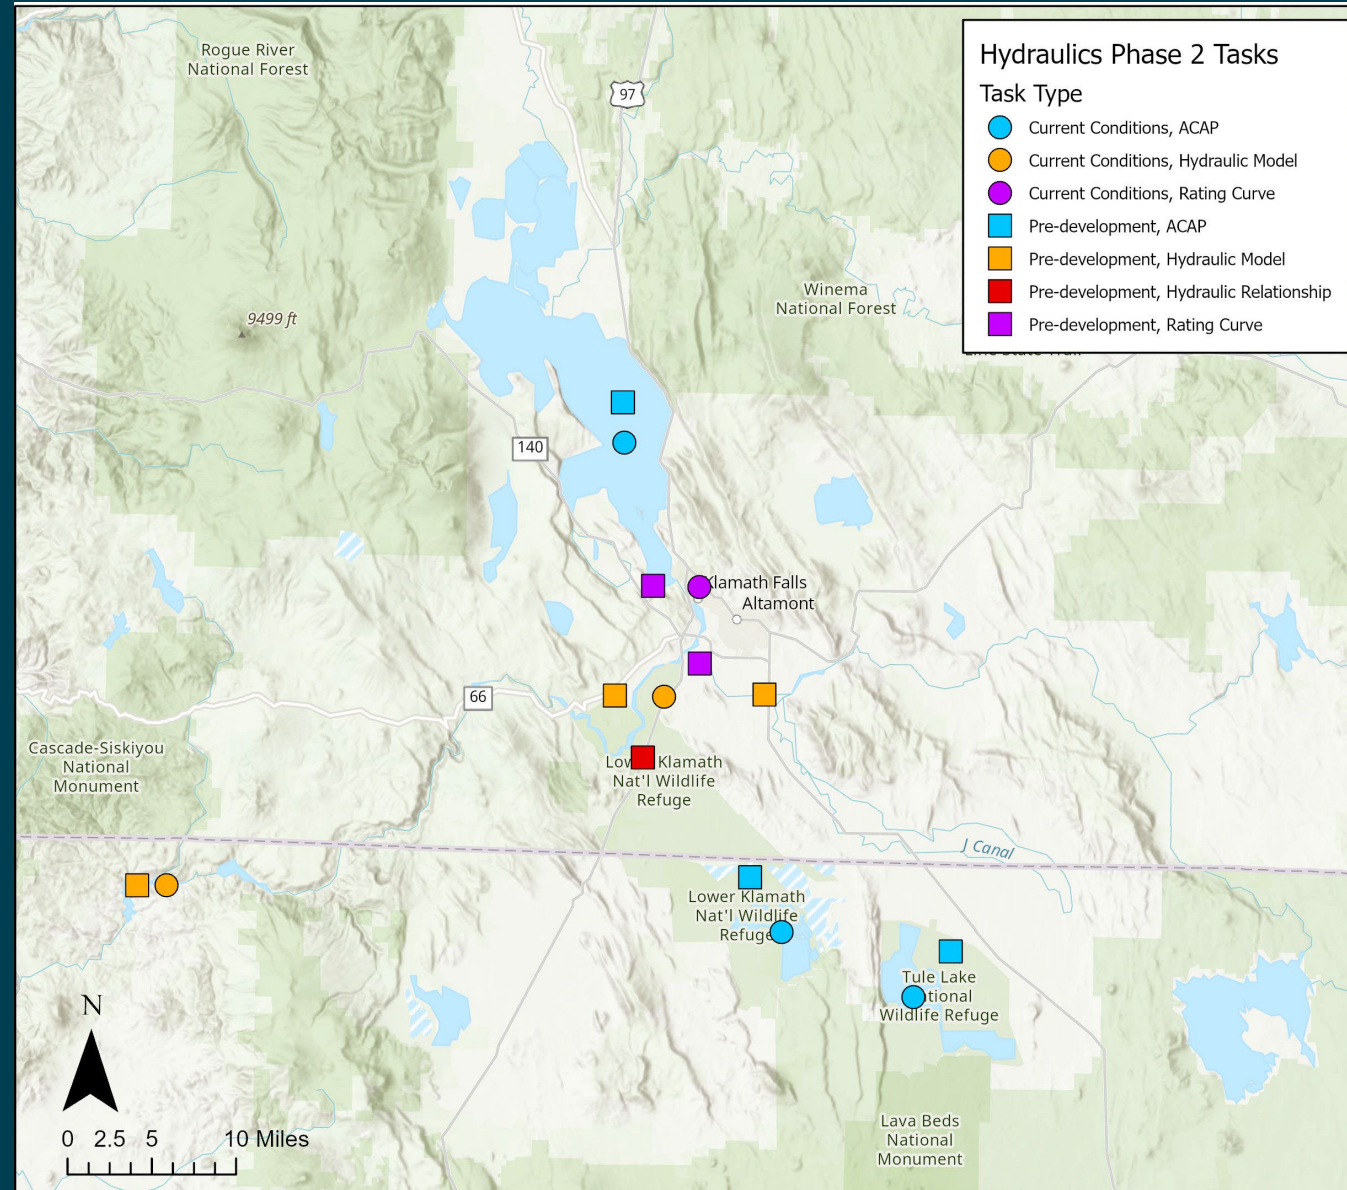 Rogue River
National Forest
97
Hydraulics Phase 2 Tasks
Task Type
Current Conditions, ACAP
Current Conditions, Hydraulic Model
Current Conditions, Rating Curve
Pre-development, ACAP
Pre-development, Hydraulic Model
Pre-development, Hydraulic Relationship
Pre-development, Rating Curve
Winema
National Forest
9499 ft
140
Klamath Falls
Altamont
66
Cascade-Siskiyou
National
Monument
Klamath
Nat'l Wildlife
Refuge
J Canal
Lower Klamath
Nat'l Wildlife
Refuge
Tule Lake
Wildlife Refuge
N
0 2.5 5 10 Miles
Lava Beds
National
Monument